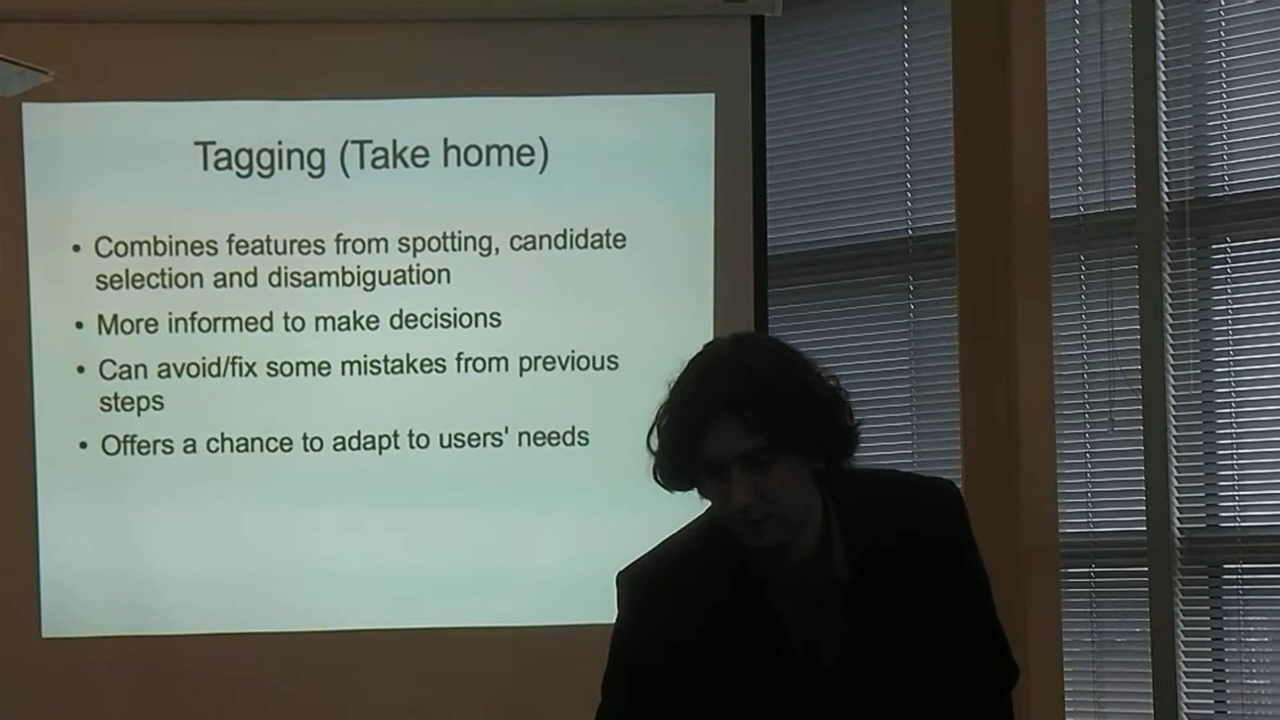 Tagging (Take home)
• Combines features from spotting, candidate
selection and disambiguation
• More informed to make decisions
• Can avoid/fix some mistakes from previous
steps
• Offers a chance to adapt to users' needs